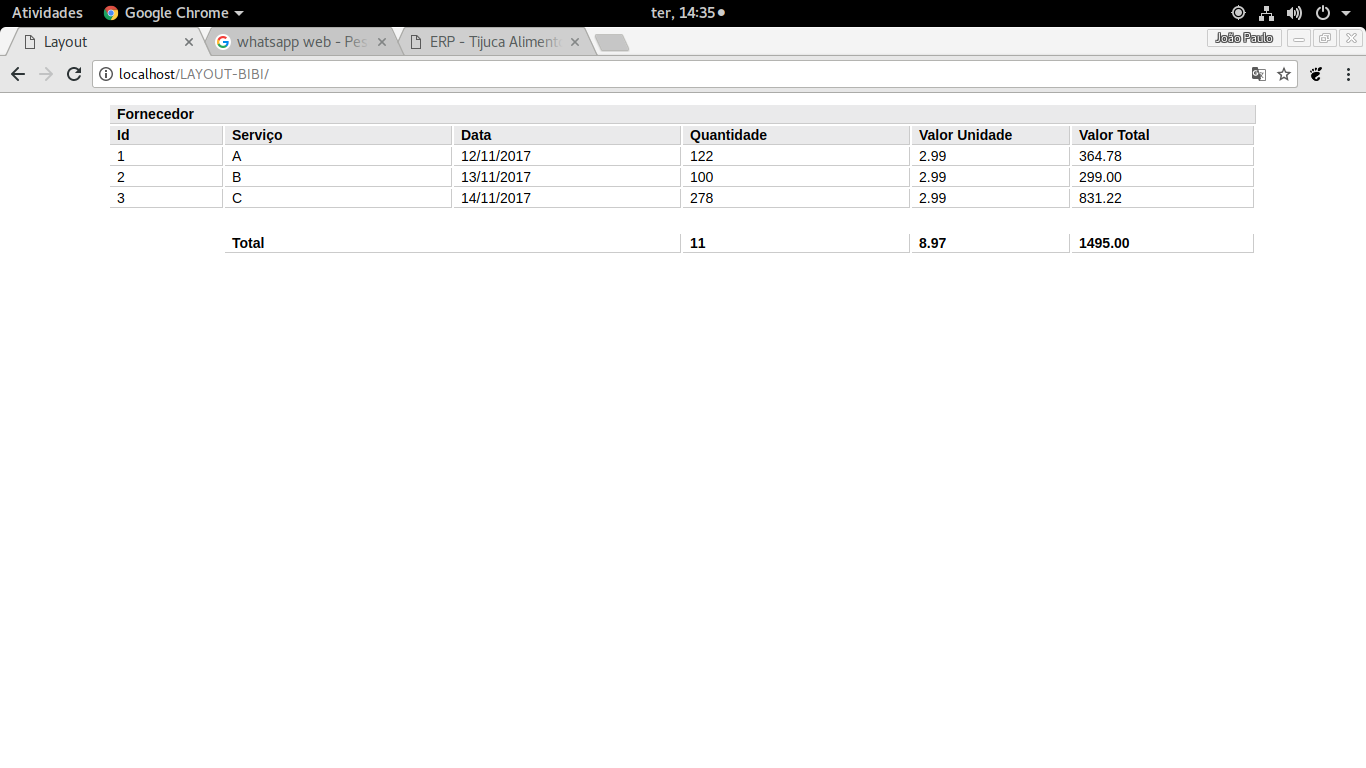 Atividades Google Chrome ter, 14:35
Layout whatsapp web - Pes ERP - Tijuca Aliment João Paulo
localhost/LAYOUT-BIBI/
Fornecedor
Id Serviço Data Quantidade Valor Unidade Valor Total
1 A 12/11/2017 122 2.99 364.78
2 B 13/11/2017 100 2.99 299.00
3 C 14/11/2017 278 2.99 831.22
Total 11 8.97 1495.00